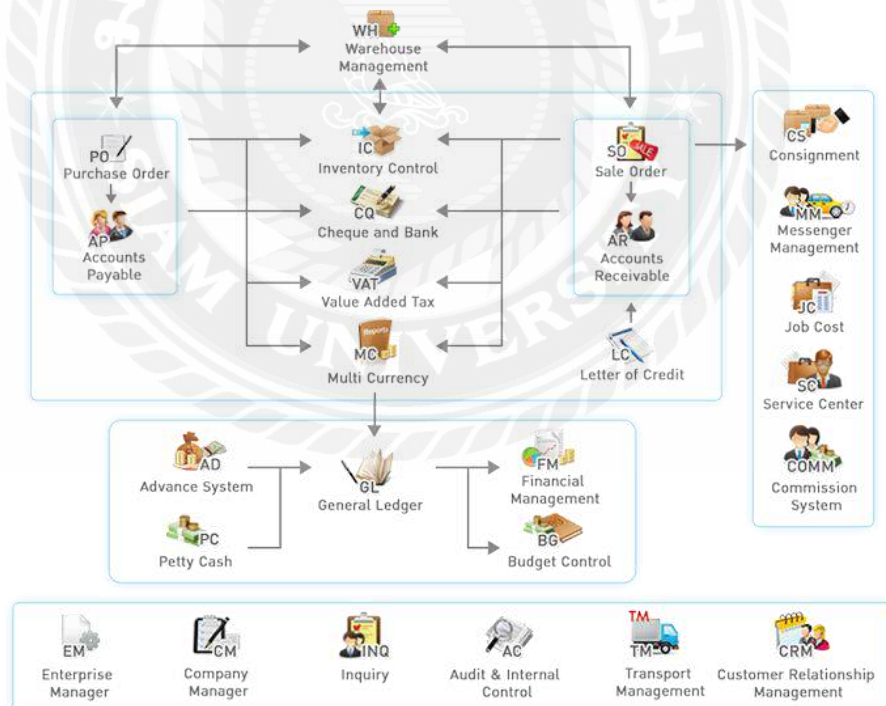 WH
Warehouse
Management
PO
Purchase Order
AP
Accounts
Payable
IC
Inventory Control
CQ
Cheque and Bank
VAT
Value Added Tax
Reports
MC
Multi Currency
SO
SALE
Sale Order
AR
Accounts
Receivable
LC
Letter of Credit
CS
Consignment
MM
Messenger
Management
JC
Job Cost
SC
Service Center
COMM
Commission
System
AD
Advance System
PC
Petty Cash
GL
General Ledger
FM
Financial
Management
BG
Budget Control
EM
Enterprise
Manager
CM
Company
Manager
INQ
Inquiry
AC
Audit & Internal
Control
TM
TM
Transport
Management
CRM
Customer Relationship
Management
SIAM UNIVERSITY